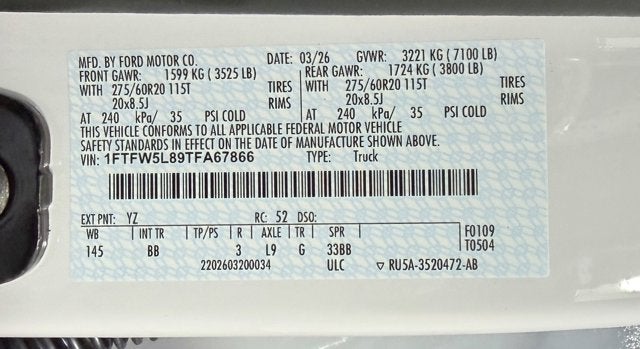 MFD. BY FORD MOTOR CO. DATE: 03/26 GVWR: 3221 KG ( 7100 LB)
FRONT GAWR: 1599 KG ( 3525 LB) REAR GAWR: 1724 KG ( 3800 LB)
WITH 275/60R20 115T TIRES WITH 275/60R20 115T TIRES
20x8.5J RIMS 20x8.5J RIMS
AT 240 kPa/ 35 PSI COLD AT 240 kPa/ 35 PSI COLD
THIS VEHICLE CONFORMS TO ALL APPLICABLE FEDERAL MOTOR VEHICLE
SAFETY STANDARDS IN EFFECT ON THE DATE OF MANUFACTURE SHOWN ABOVE.
VIN: 1FTFW5L89TFA67866 TYPE: Truck
EXT PNT: YZ RC: 52 DSO:
WB INT TR TP/PS R AXLE TR SPR F0109
145 BB 3 L9 G 33BB T0504
2202603200034 ULC ▽ RU5A-3520472-AB